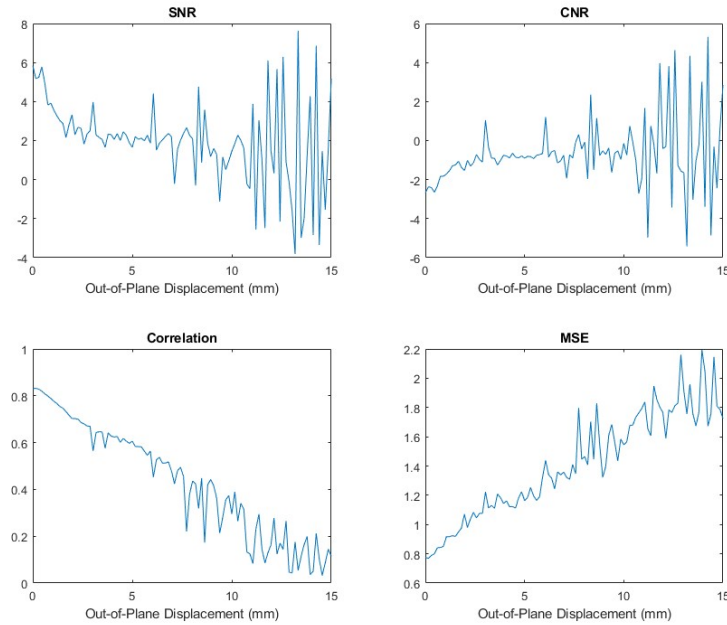 SNR
8
6
4
2
0
-2
-4
0 5 10 15
Out-of-Plane Displacement (mm)
CNR
6
4
2
0
-2
-4
-6
0 5 10 15
Out-of-Plane Displacement (mm)
Correlation
1
0.8
0.6
0.4
0.2
0
0 5 10 15
Out-of-Plane Displacement (mm)
MSE
2.2
2
1.8
1.6
1.4
1.2
1
0.8
0.6
0 5 10 15
Out-of-Plane Displacement (mm)